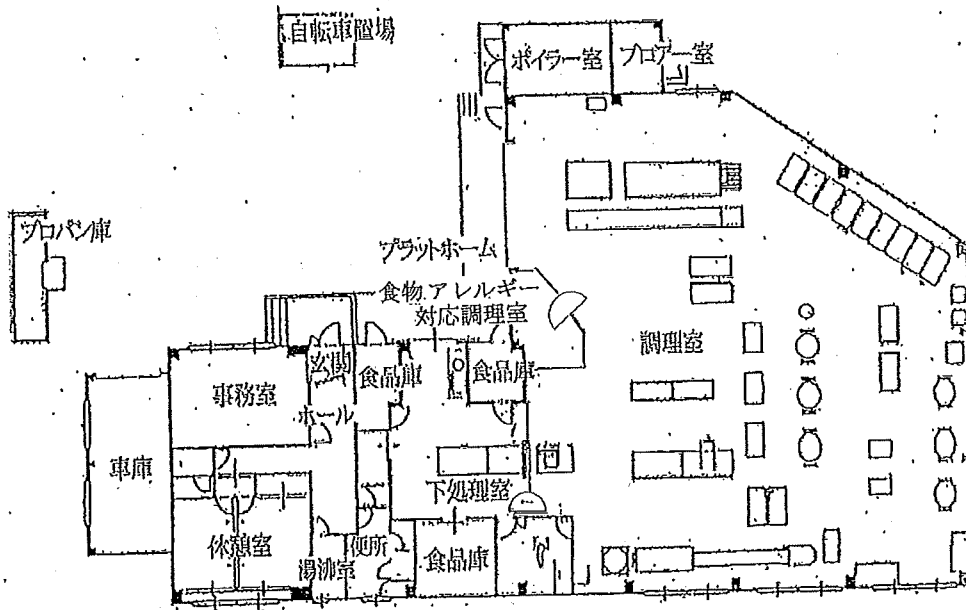 自転車置場
ボイラー室
ブロアー室
プロパン庫
プラットホーム
食物アレルギー
対応調理室
調理室
玄関
食品庫
食品庫
事務室
ホール
車庫
下処理室
休憩室
湯沸室
便所
食品庫